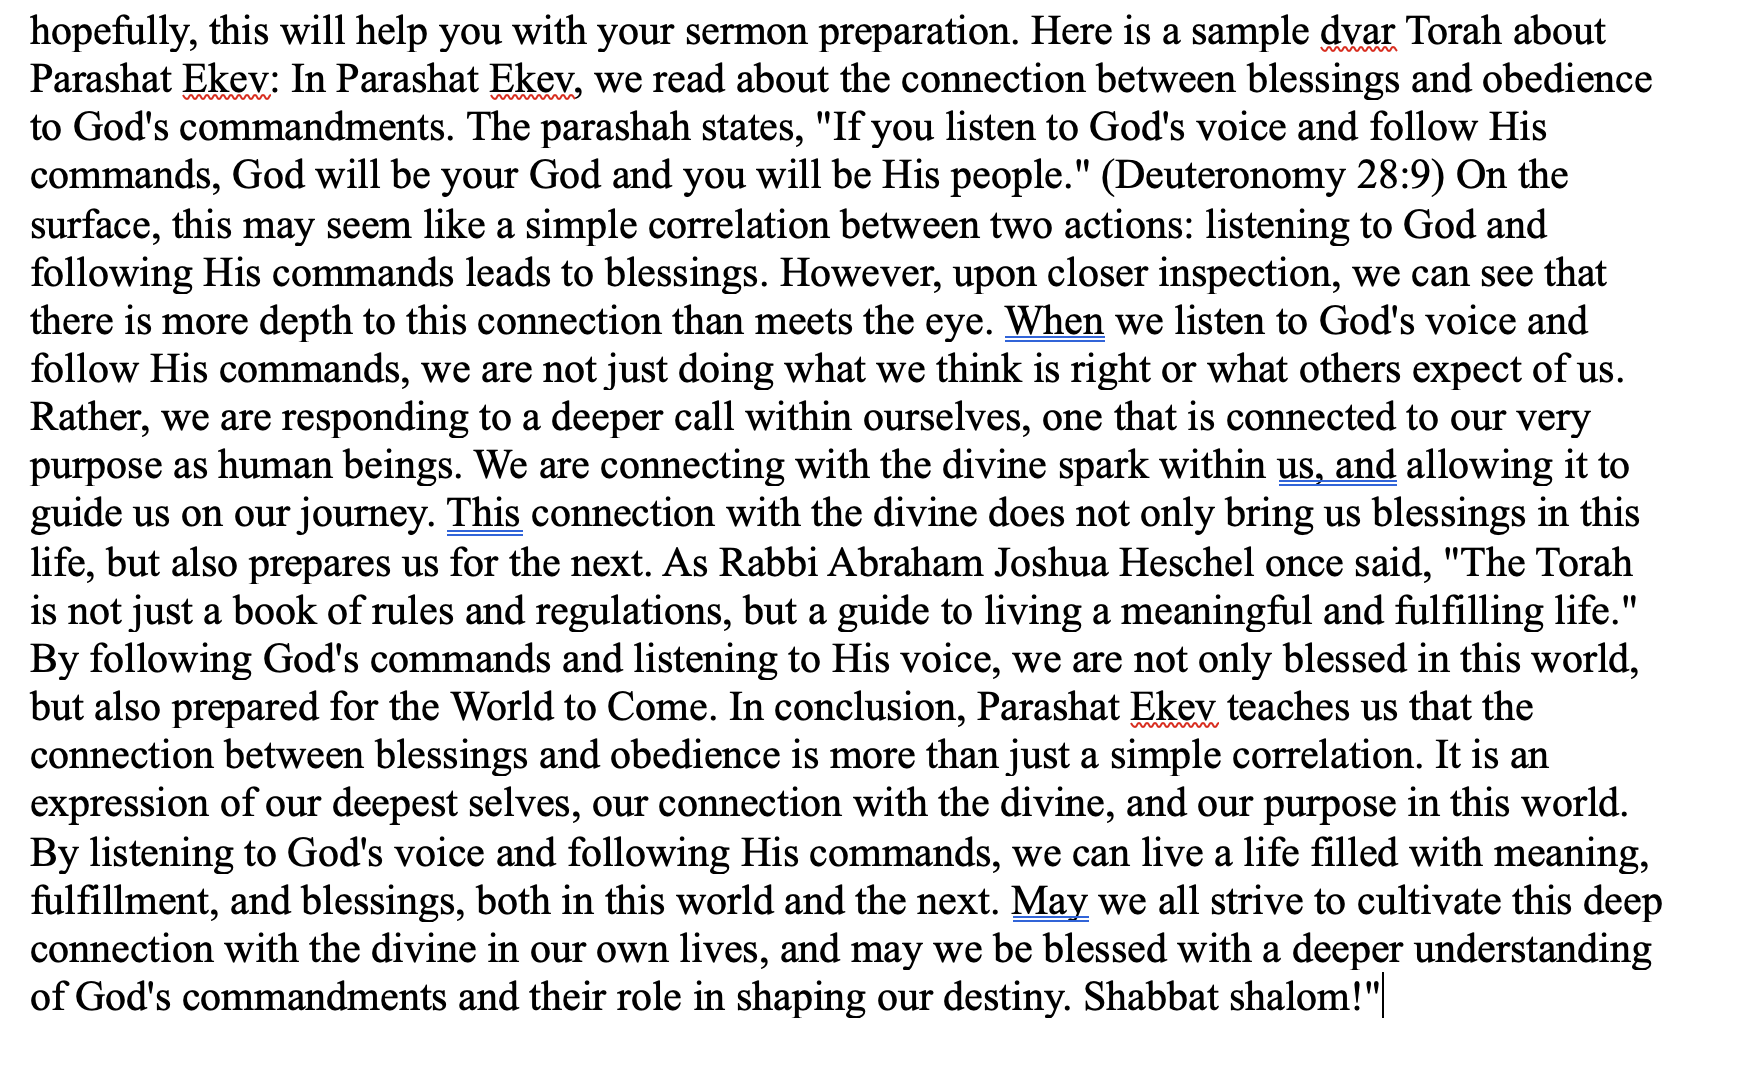 hopefully, this will help you with your sermon preparation. Here is a sample dvar Torah about
Parashat Ekev: In Parashat Ekev, we read about the connection between blessings and obedience
to God's commandments. The parashah states, "If you listen to God's voice and follow His
commands, God will be your God and you will be His people." (Deuteronomy 28:9) On the
surface, this may seem like a simple correlation between two actions: listening to God and
following His commands leads to blessings. However, upon closer inspection, we can see that
there is more depth to this connection than meets the eye. When we listen to God's voice and
follow His commands, we are not just doing what we think is right or what others expect of us.
Rather, we are responding to a deeper call within ourselves, one that is connected to our very
purpose as human beings. We are connecting with the divine spark within us, and allowing it to
guide us on our journey. This connection with the divine does not only bring us blessings in this
life, but also prepares us for the next. As Rabbi Abraham Joshua Heschel once said, "The Torah
is not just a book of rules and regulations, but a guide to living a meaningful and fulfilling life."
By following God's commands and listening to His voice, we are not only blessed in this world,
but also prepared for the World to Come. In conclusion, Parashat Ekev teaches us that the
connection between blessings and obedience is more than just a simple correlation. It is an
expression of our deepest selves, our connection with the divine, and our purpose in this world.
By listening to God's voice and following His commands, we can live a life filled with meaning,
fulfillment, and blessings, both in this world and the next. May we all strive to cultivate this deep
connection with the divine in our own lives, and may we be blessed with a deeper understanding
of God's commandments and their role in shaping our destiny. Shabbat shalom!"